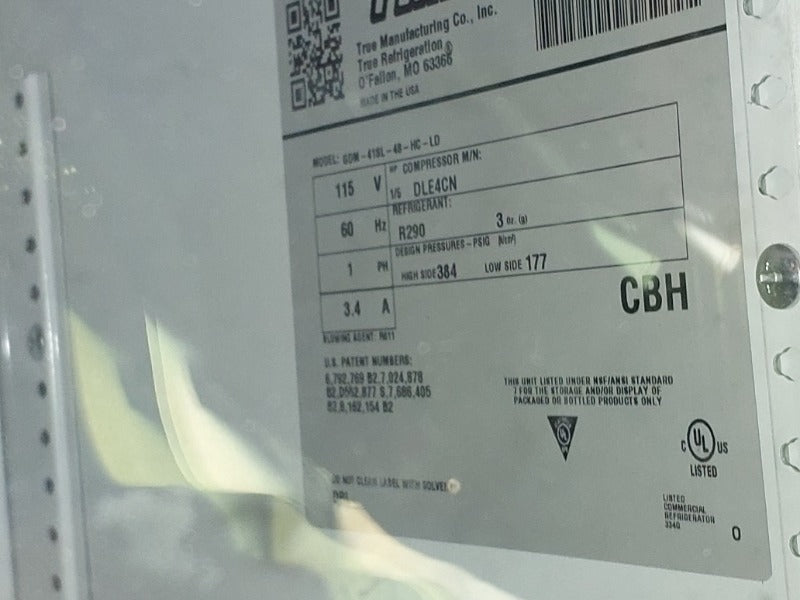 True Manufacturing Co., Inc.
True Refrigeration®
O'Fallon, MO 63366
MADE IN THE USA
MODEL: GDM-41SL-48-HC-LD
115 V
HP COMPRESSOR M/N:
1/5 DLE4CN
60 Hz
REFRIGERANT:
R290 3 oz. (g)
1 PH
DESIGN PRESSURES-PSIG
HIGH SIDE 384 LOW SIDE 177
3.4 A
CBH
BLOWING AGENT: R611
U.S. PATENT NUMBERS:
6,792,769 B2,7,024,878
B2,D552,877 S,7,686,405
B2,8,162,154 B2
THIS UNIT LISTED UNDER NSF/ANSI STANDARD
7 FOR THE STORAGE AND/OR DISPLAY OF
PACKAGED OR BOTTLED PRODUCTS ONLY
C UL US
LISTED
DO NOT CLEAN LABEL WITH SOLVENT
LISTED
COMMERCIAL
REFRIGERATOR
334G
0